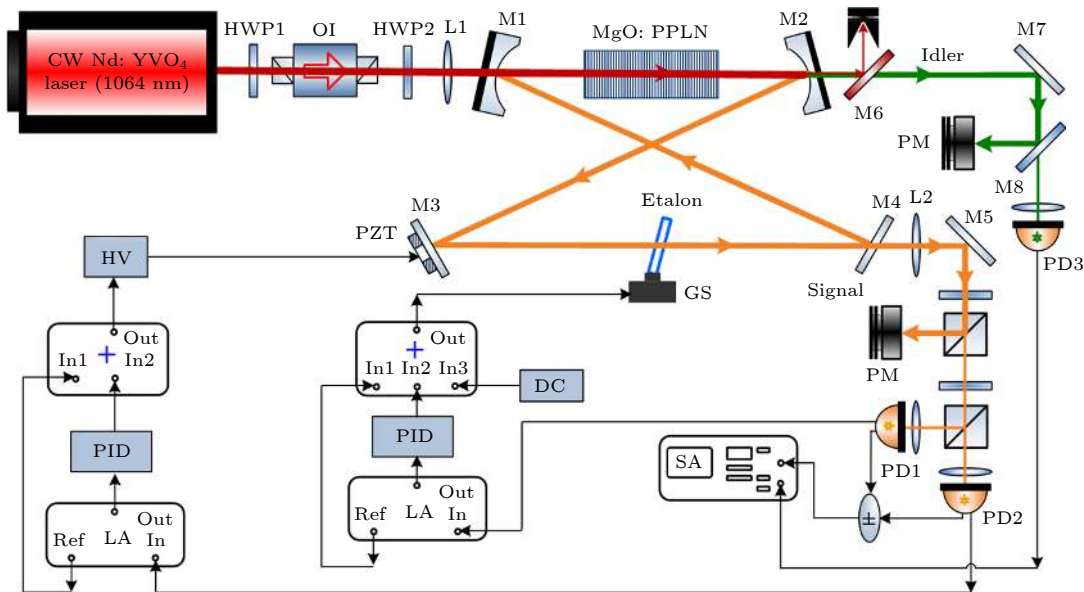 HWP1
OI
HWP2
L1
M1
MgO: PPLN
M2
M7
CW Nd: YVO4
laser (1064 nm)
Idler
M6
PM
M8
M3
Etalon
M4
L2
M5
PZT
HV
PD3
GS
Signal
Out
In1
In2
Out
In1
In2
In3
DC
PM
PID
PID
SA
PD1
Out
Ref
LA
In
±
PD2
Out
Ref
LA
In